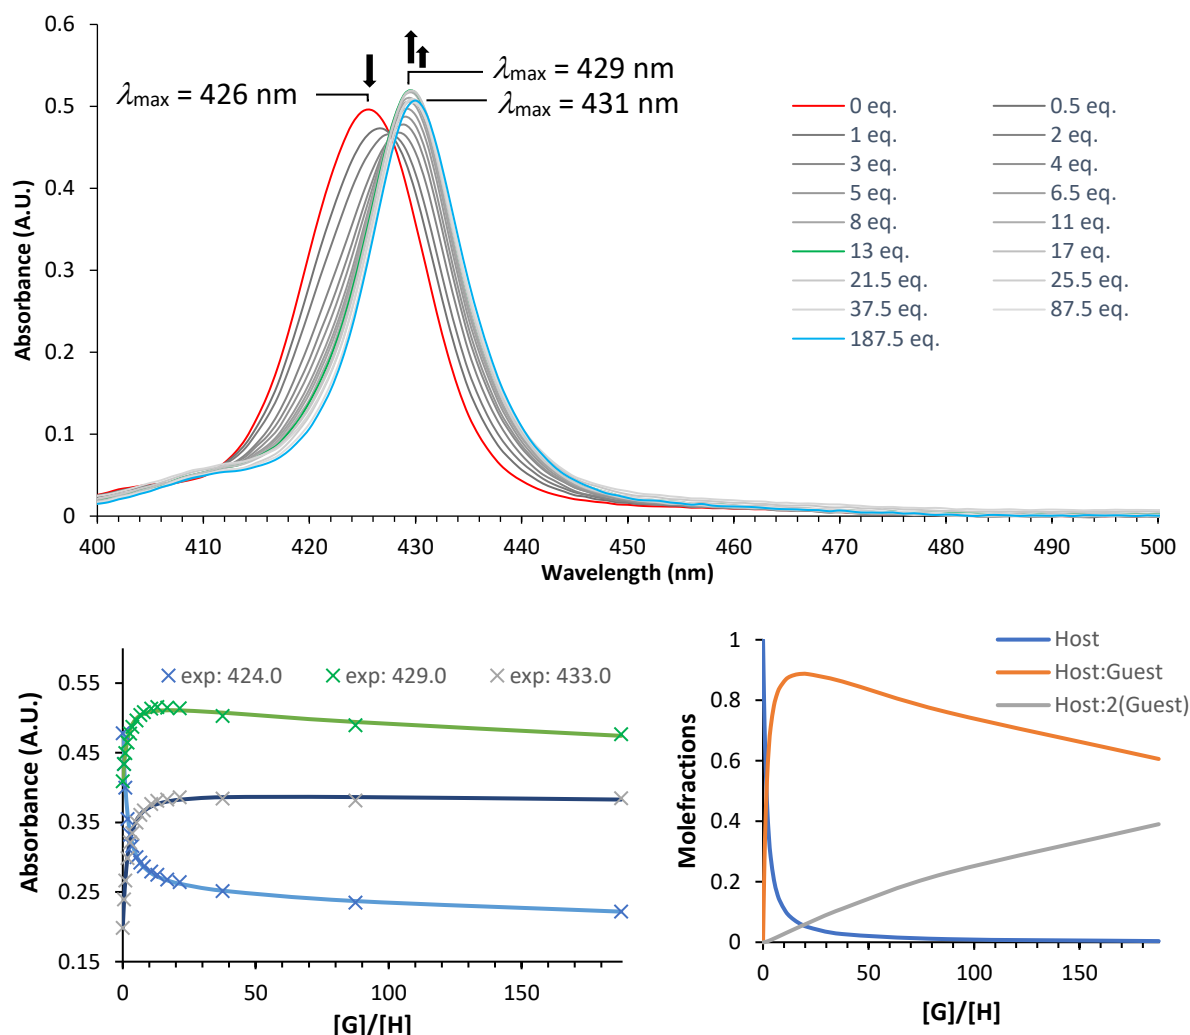 0.6
0.5
0.4
0.3
0.2
0.1
0
Absorbance (A.U.)
λmax = 426 nm
λmax = 429 nm
λmax = 431 nm
0 eq. 0.5 eq.
1 eq. 2 eq.
3 eq. 4 eq.
5 eq. 6.5 eq.
8 eq. 11 eq.
13 eq. 17 eq.
21.5 eq. 25.5 eq.
37.5 eq. 87.5 eq.
187.5 eq.
400 410 420 430 440 450 460 470 480 490 500
Wavelength (nm)
exp: 424.0 exp: 429.0 exp: 433.0
0.55
0.45
0.35
0.25
0.15
Absorbance (A.U.)
0 50 100 150
[G]/[H]
Host
Host:Guest
Host:2(Guest)
1
0.8
0.6
0.4
0.2
0
Molefractions
0 50 100 150
[G]/[H]